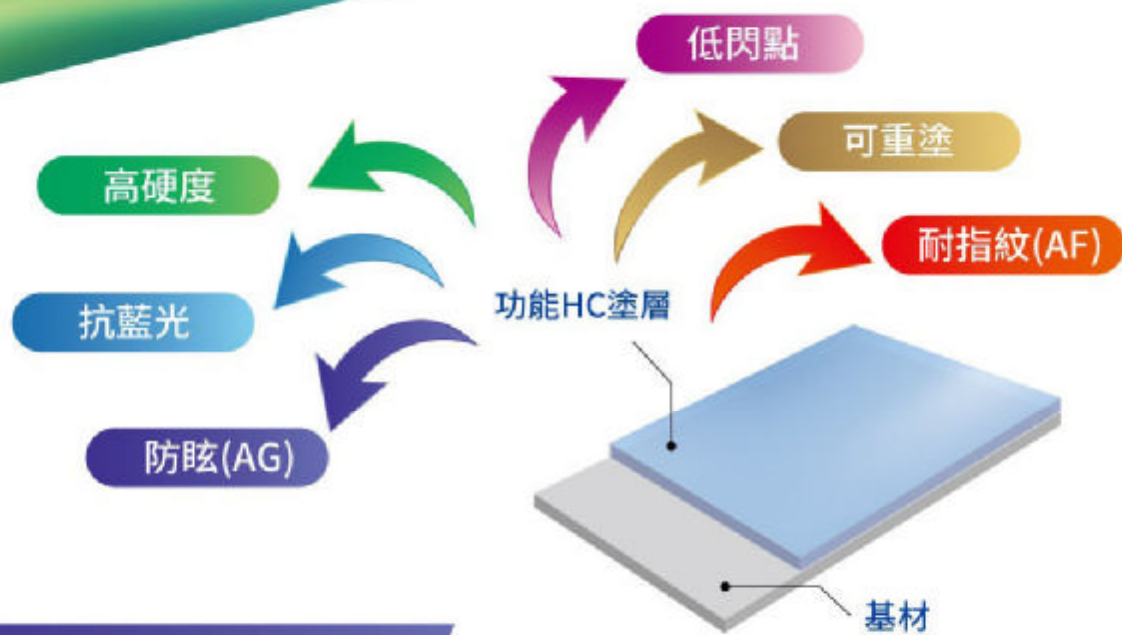 低閃點
可重塗
高硬度
耐指紋(AF)
抗藍光
功能HC塗層
防眩(AG)
基材